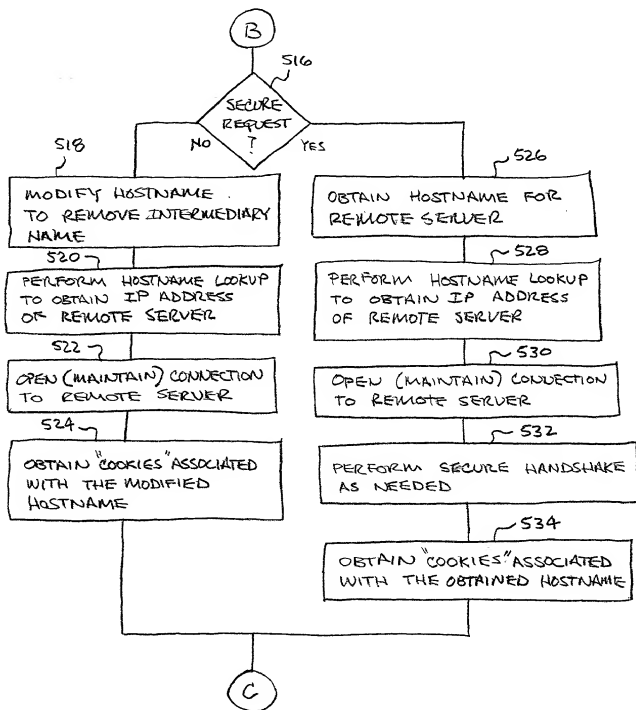 B
516
SECURE
REQUEST
?
NO
YES
518
MODIFY HOSTNAME
TO REMOVE INTERMEDIARY
NAME
520
PERFORM HOSTNAME LOOKUP
TO OBTAIN IP ADDRESS
OF REMOTE SERVER
522
OPEN (MAINTAIN) CONNECTION
TO REMOTE SERVER
524
OBTAIN "COOKIES" ASSOCIATED
WITH THE MODIFIED
HOSTNAME
526
OBTAIN HOSTNAME FOR
REMOTE SERVER
528
PERFORM HOSTNAME LOOKUP
TO OBTAIN IP ADDRESS
OF REMOTE SERVER
530
OPEN (MAINTAIN) CONNECTION
TO REMOTE SERVER
532
PERFORM SECURE HANDSHAKE
AS NEEDED
534
OBTAIN "COOKIES" ASSOCIATED
WITH THE OBTAINED HOSTNAME
C